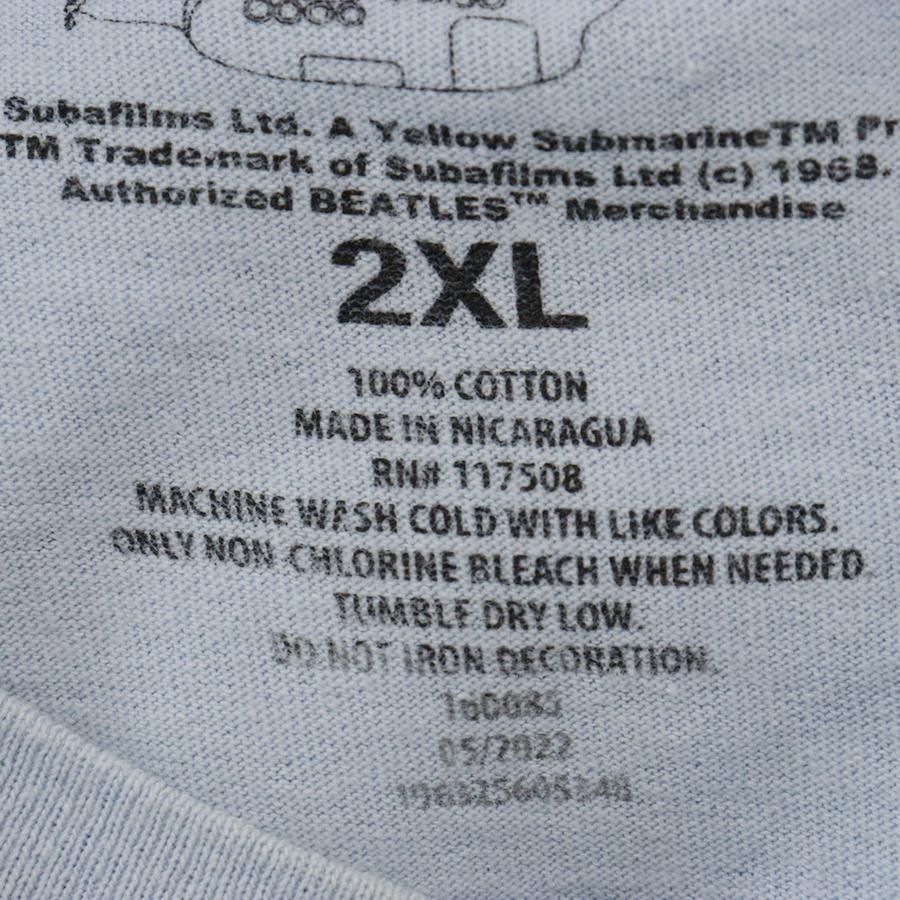 Subafilms Ltd. A Yellow Submarine™ Pr
TM Trademark of Subafilms Ltd (c) 1968.
Authorized BEATLES™ Merchandise
2XL
100% COTTON
MADE IN NICARAGUA
RN# 117508
MACHINE WASH COLD WITH LIKE COLORS.
ONLY NON-CHLORINE BLEACH WHEN NEEDED.
TUMBLE DRY LOW.
DO NOT IRON DECORATION.
05/2022